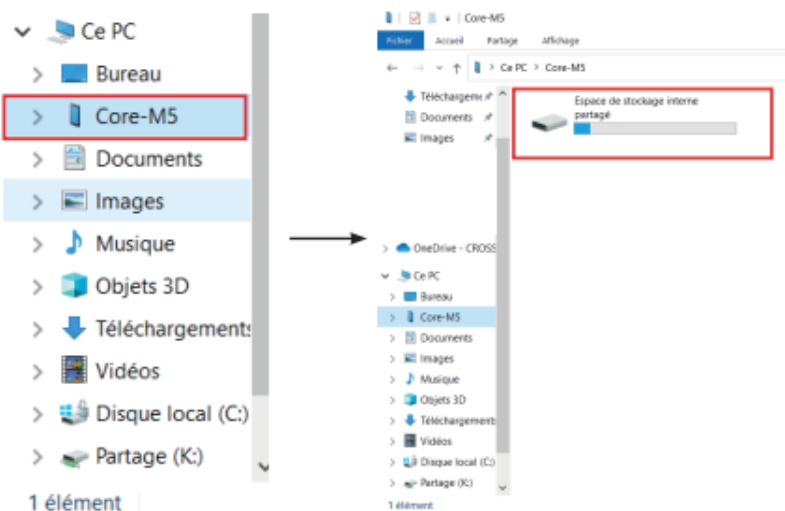 Ce PC
Bureau
Core-M5
Documents
Images
Musique
Objets 3D
Téléchargements
Vidéos
Disque local (C:)
Partage (K:)
1 élément
Core-M5
Fichier Accueil Partage Affichage
Ce PC > Core-M5
Téléchargeme
Documents
Images
OneDrive - CROSS
Ce PC
Bureau
Core-M5
Documents
Images
Musique
Objets 3D
Téléchargements
Vidéos
Disque local (C:)
Partage (K:)
1 élément
Espace de stockage interne
partagé